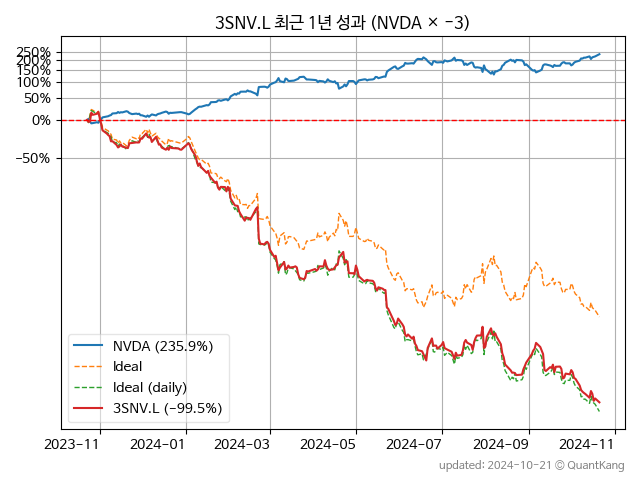 3SNV.L 최근 1년 성과 (NVDA × −3)
250%
200%
150%
100%
50%
0%
−50%
NVDA (235.9%)
Ideal
Ideal (daily)
3SNV.L (−99.5%)
2023-11 2024-01 2024-03 2024-05 2024-07 2024-09 2024-11
updated: 2024-10-21 © QuantKang